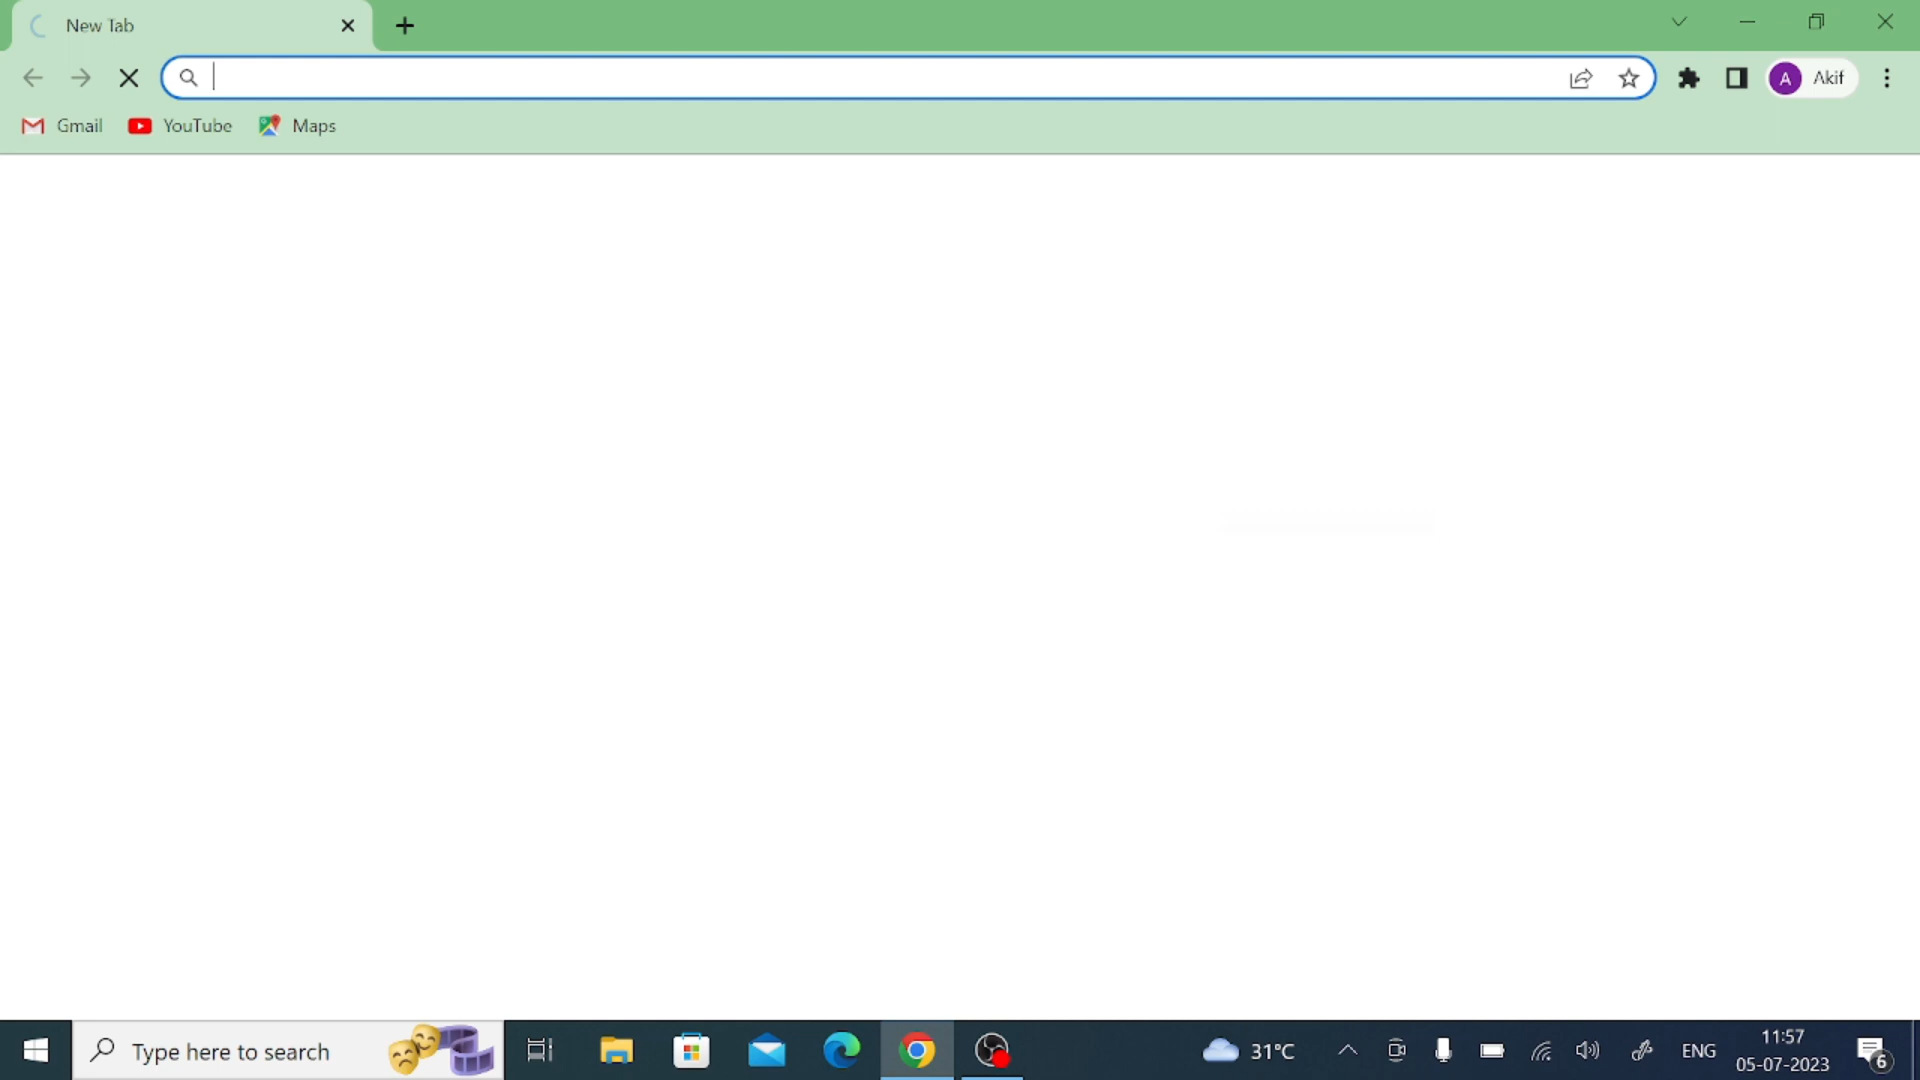 New Tab
A Akif
Gmail YouTube Maps
Type here to search
31°C
ENG
11:57
05-07-2023
6